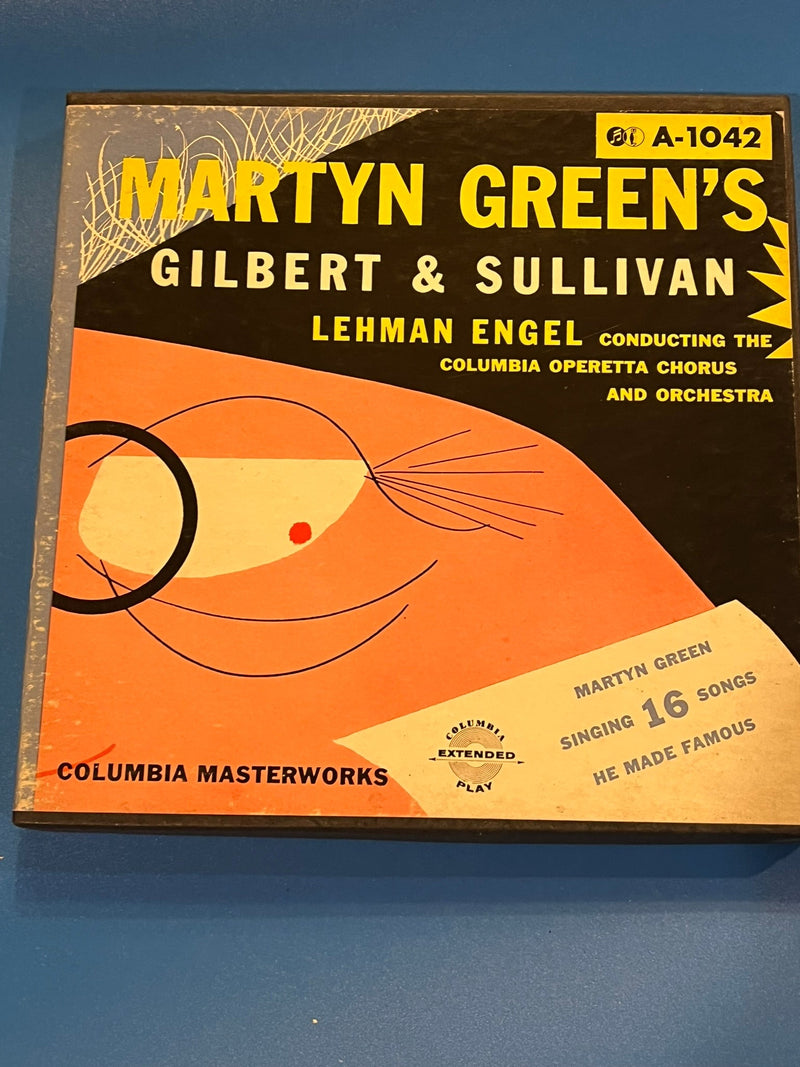 A-1042
MARTYN GREEN'S
GILBERT & SULLIVAN
LEHMAN ENGEL CONDUCTING THE
COLUMBIA OPERETTA CHORUS
AND ORCHESTRA
MARTYN GREEN
SINGING 16 SONGS
HE MADE FAMOUS
COLUMBIA
EXTENDED
PLAY
COLUMBIA MASTERWORKS